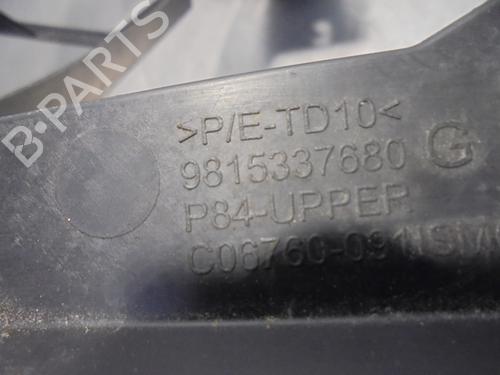 B-PARTS
>P/E-TD10<
9815337680 G
P84-UPPER